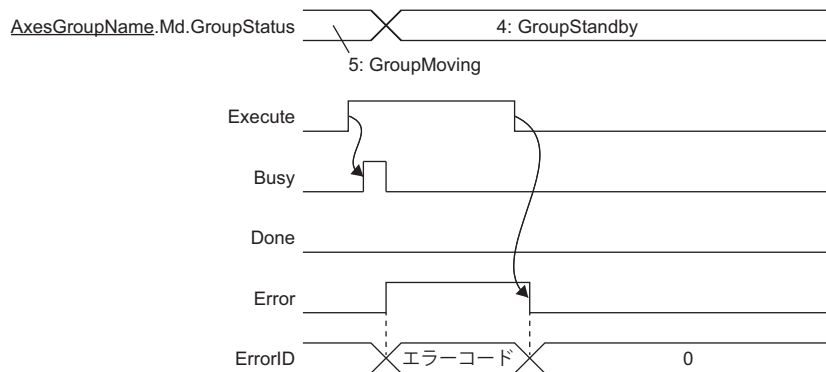 AxesGroupName.Md.GroupStatus
4: GroupStandby
5: GroupMoving
Execute
Busy
Done
Error
ErrorID
エラーコード
0